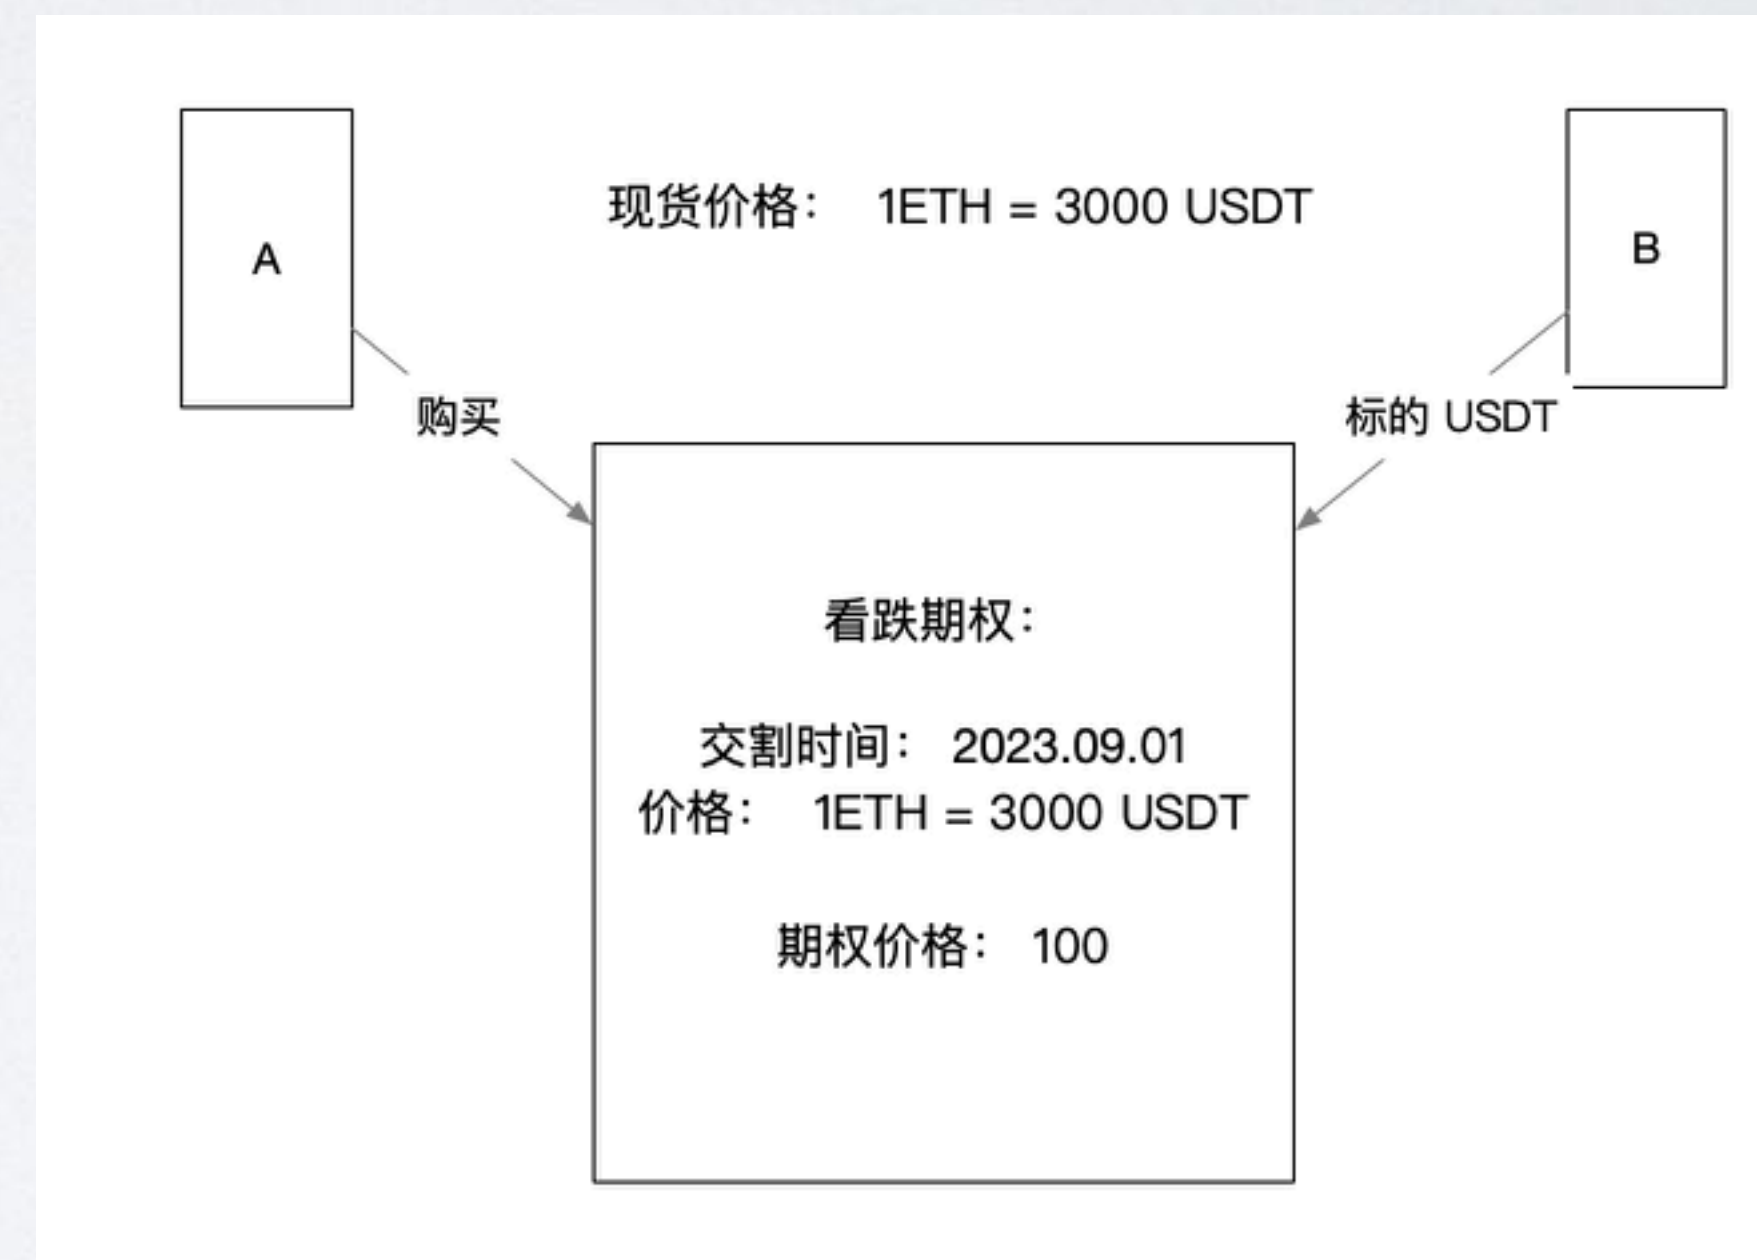 现货价格： 1ETH = 3000 USDT
A
B
购买
标的 USDT
看跌期权：
交割时间： 2023.09.01
价格： 1ETH = 3000 USDT
期权价格： 100